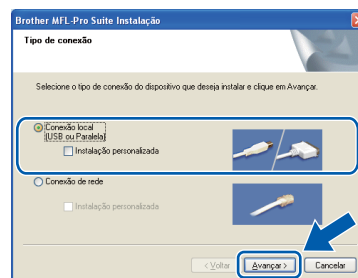 Brother MFL-Pro Suite Instalação
Tipo de conexão
Selecione o tipo de conexão do dispositivo que deseja instalar e clique em Avançar.
Conexão local
(USB ou Paralela)
Instalação personalizada
Conexão de rede
Instalação personalizada
< Voltar
Avançar >
Cancelar